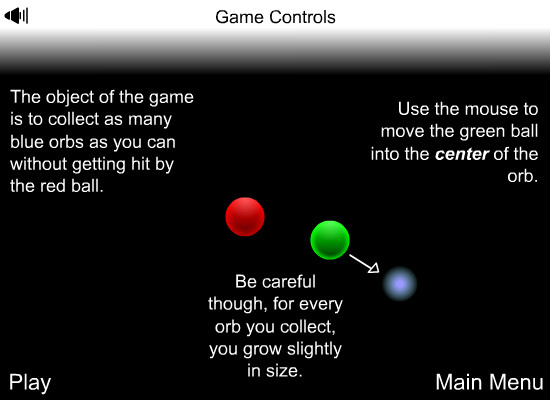 Game Controls
The object of the game
is to collect as many
blue orbs as you can
without getting hit by
the red ball.
Use the mouse to
move the green ball
into the center of the
orb.
Be careful
though, for every
orb you collect,
you grow slightly
in size.
Play
Main Menu